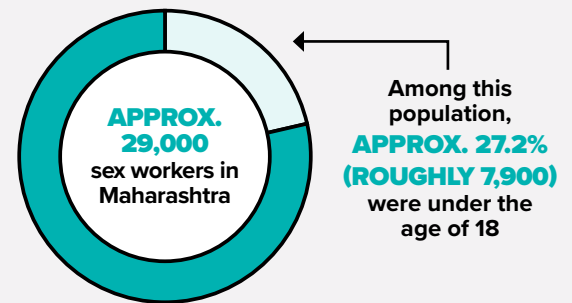 APPROX.
29,000
sex workers in
Maharashtra
Among this
population,
APPROX. 27.2%
(ROUGHLY 7,900)
were under the
age of 18